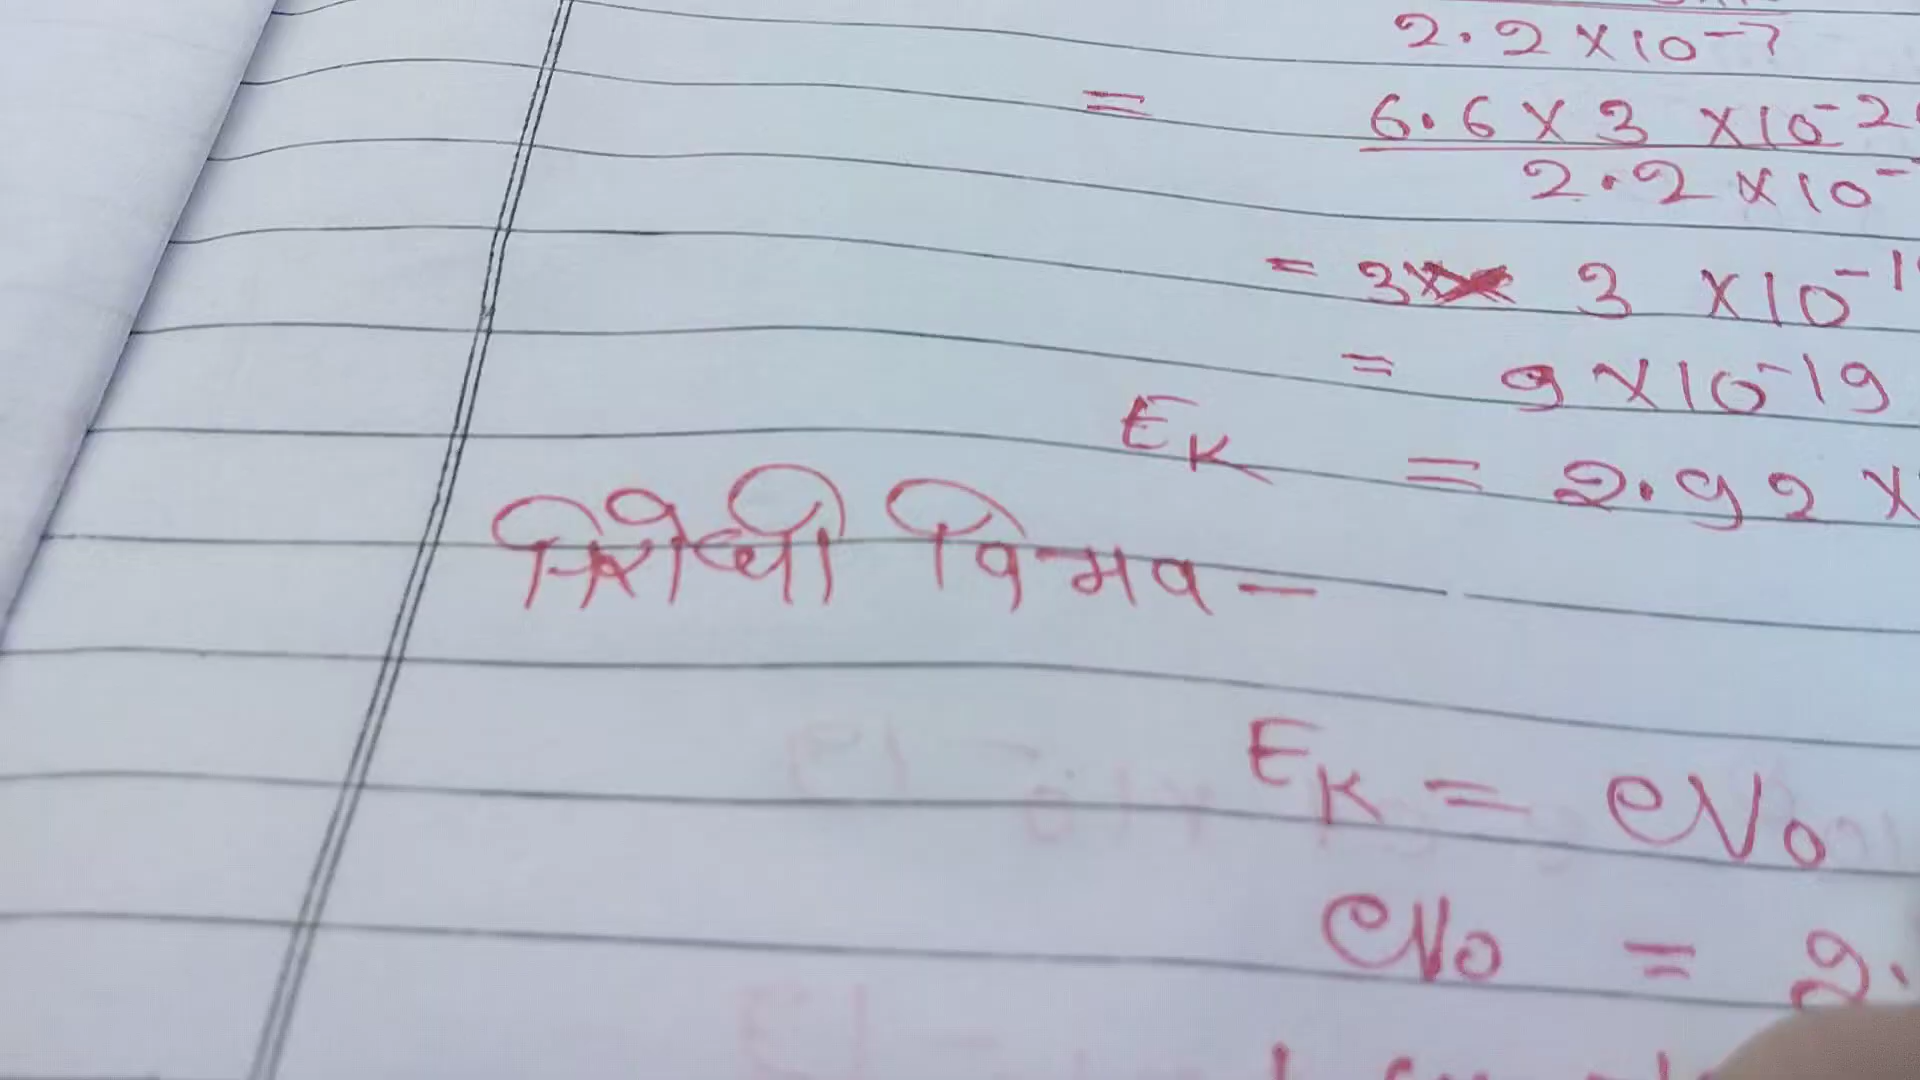 2.2 ×10-7
= 6.6 × 3 ×10-2
2.2 ×10-
= 3× 3 ×10-1
= 9 ×10-19
EK = 2.92 ×
निरोधी विभव –
EK = eV0
eV0 = 2.